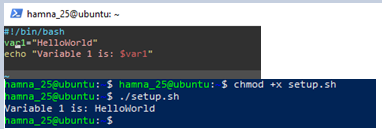 hamna_25@ubuntu: ~
#!/bin/bash
var1="HelloWorld"
echo "Variable 1 is: $var1"
~
hamna_25@ubuntu: $ hamna_25@ubuntu: $ chmod +x setup.sh
hamna_25@ubuntu: $ ./setup.sh
Variable 1 is: HelloWorld
hamna_25@ubuntu: $